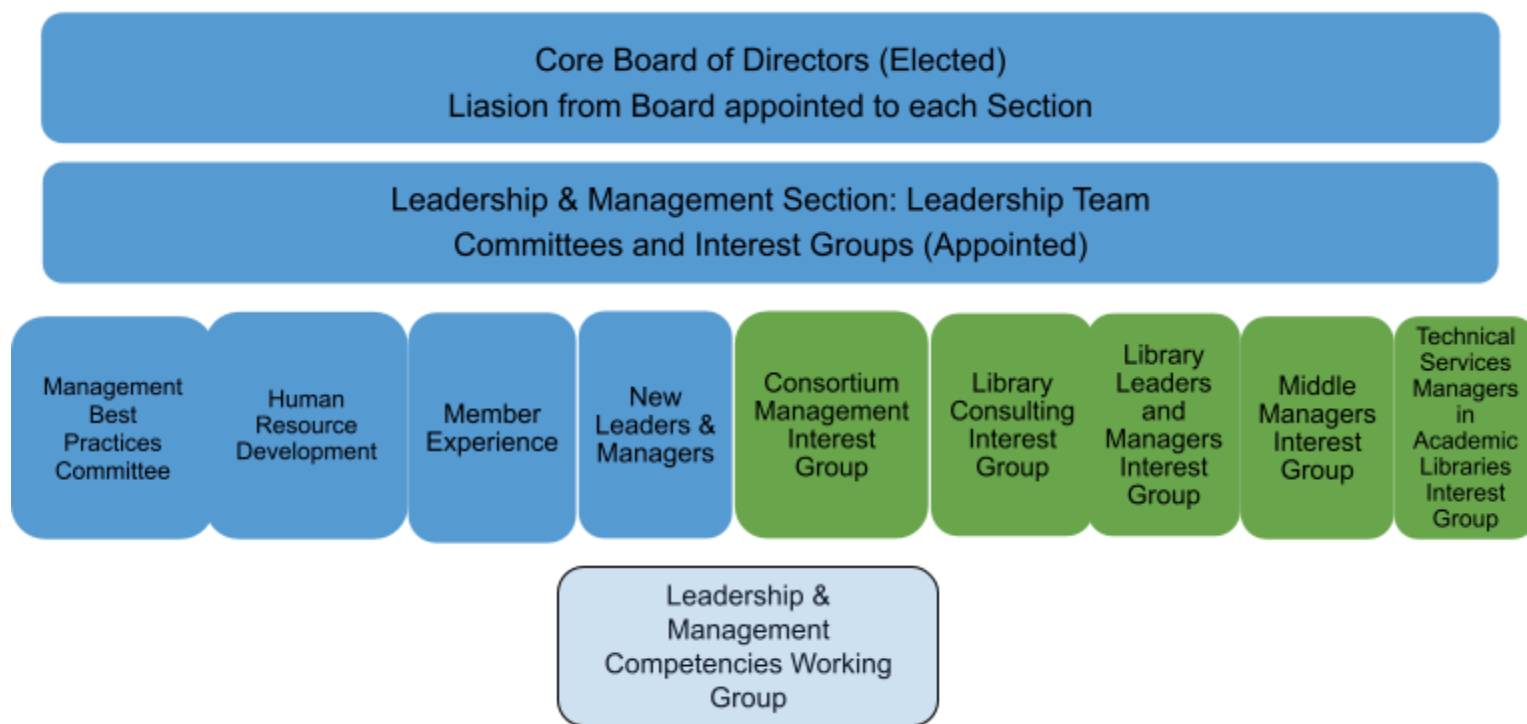 Core Board of Directors (Elected)
Liasion from Board appointed to each Section
Leadership & Management Section: Leadership Team
Committees and Interest Groups (Appointed)
Management
Best
Practices
Committee
Human
Resource
Development
Member
Experience
New
Leaders &
Managers
Consortium
Management
Interest
Group
Library
Consulting
Interest
Group
Library
Leaders
and
Managers
Interest
Group
Middle
Managers
Interest
Group
Technical
Services
Managers
in
Academic
Libraries
Interest
Group
Leadership &
Management
Competencies Working
Group